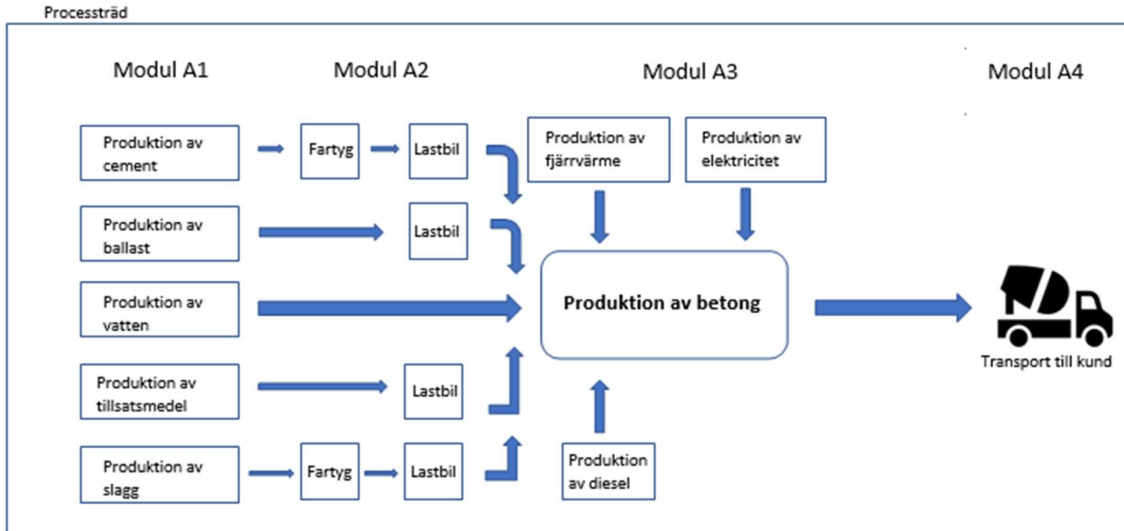 Processträd
Modul A1
Modul A2
Modul A3
Modul A4
Produktion av
cement
Fartyg
Lastbil
Produktion av
fjärrvärme
Produktion av
elektricitet
Produktion av
ballast
Lastbil
Produktion av
vatten
Produktion av betong
Transport till kund
Produktion av
tillsatsmedel
Lastbil
Produktion av
slagg
Fartyg
Lastbil
Produktion
av diesel